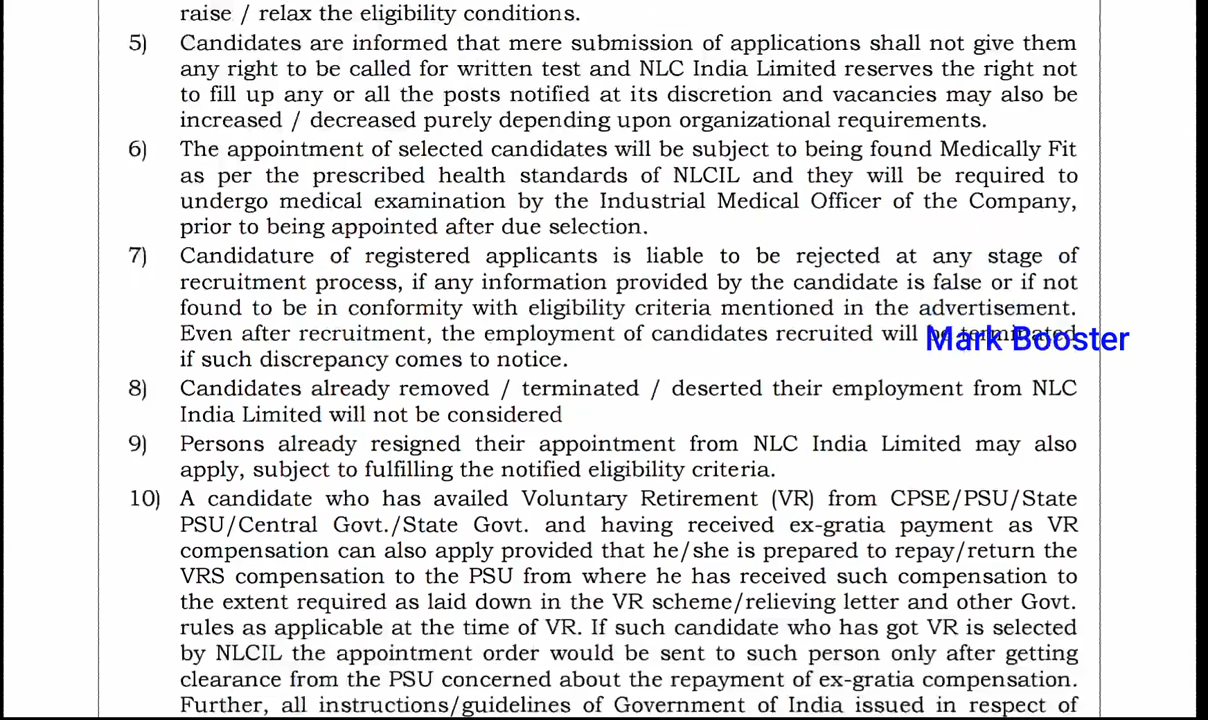 raise / relax the eligibility conditions.
5) Candidates are informed that mere submission of applications shall not give them
any right to be called for written test and NLC India Limited reserves the right not
to fill up any or all the posts notified at its discretion and vacancies may also be
increased / decreased purely depending upon organizational requirements.
6) The appointment of selected candidates will be subject to being found Medically Fit
as per the prescribed health standards of NLCIL and they will be required to
undergo medical examination by the Industrial Medical Officer of the Company,
prior to being appointed after due selection.
7) Candidature of registered applicants is liable to be rejected at any stage of
recruitment process, if any information provided by the candidate is false or if not
found to be in conformity with eligibility criteria mentioned in the advertisement.
Even after recruitment, the employment of candidates recruited will be terminated
Mark Booster
if such discrepancy comes to notice.
8) Candidates already removed / terminated / deserted their employment from NLC
India Limited will not be considered
9) Persons already resigned their appointment from NLC India Limited may also
apply, subject to fulfilling the notified eligibility criteria.
10) A candidate who has availed Voluntary Retirement (VR) from CPSE/PSU/State
PSU/Central Govt./State Govt. and having received ex-gratia payment as VR
compensation can also apply provided that he/she is prepared to repay/return the
VRS compensation to the PSU from where he has received such compensation to
the extent required as laid down in the VR scheme/relieving letter and other Govt.
rules as applicable at the time of VR. If such candidate who has got VR is selected
by NLCIL the appointment order would be sent to such person only after getting
clearance from the PSU concerned about the repayment of ex-gratia compensation.
Further, all instructions/guidelines of Government of India issued in respect of